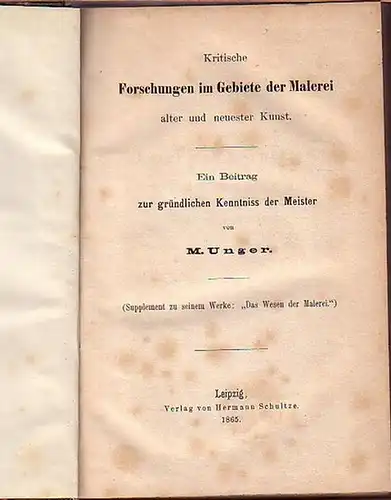 Kritische
Forschungen im Gebiete der Malerei
alter und neuester Kunst.
Ein Beitrag
zur gründlichen Kenntniss der Meister
von
M. Unger.
(Supplement zu seinem Werke: „Das Wesen der Malerei.“)
Leipzig,
Verlag von Hermann Schultze.
1865.